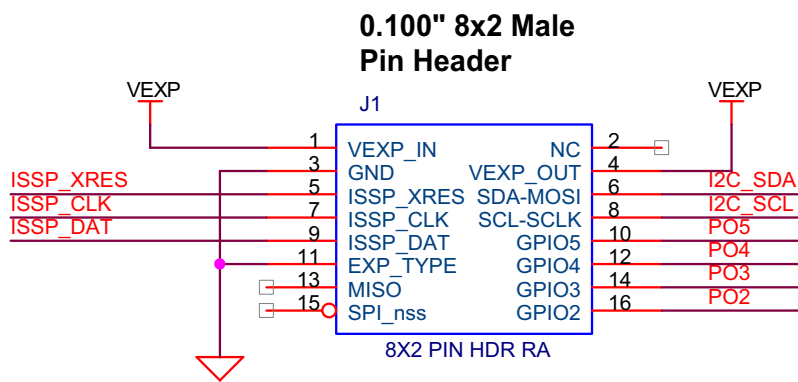 0.100" 8x2 Male
Pin Header
VEXP
VEXP
J1
1 VEXP_IN NC 2
3 GND VEXP_OUT 4
ISSP_XRES 5 ISSP_XRES SDA-MOSI 6 I2C_SDA
ISSP_CLK 7 ISSP_CLK SCL-SCLK 8 I2C_SCL
ISSP_DAT 9 ISSP_DAT GPIO5 10 PO5
11 EXP_TYPE GPIO4 12 PO4
13 MISO GPIO3 14 PO3
15 SPI_nss GPIO2 16 PO2
8X2 PIN HDR RA